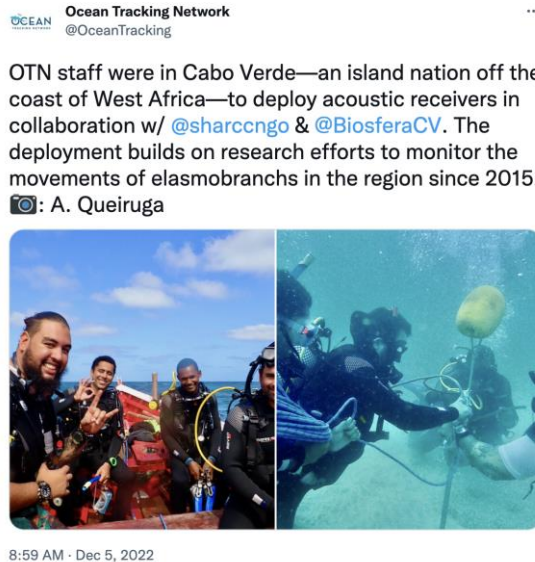 OCEAN
TRACKING NETWORK
Ocean Tracking Network
@OceanTracking
OTN staff were in Cabo Verde—an island nation off the
coast of West Africa—to deploy acoustic receivers in
collaboration w/ @sharccngo & @BiosferaCV. The
deployment builds on research efforts to monitor the
movements of elasmobranchs in the region since 2015
📷: A. Queiruga
8:59 AM · Dec 5, 2022